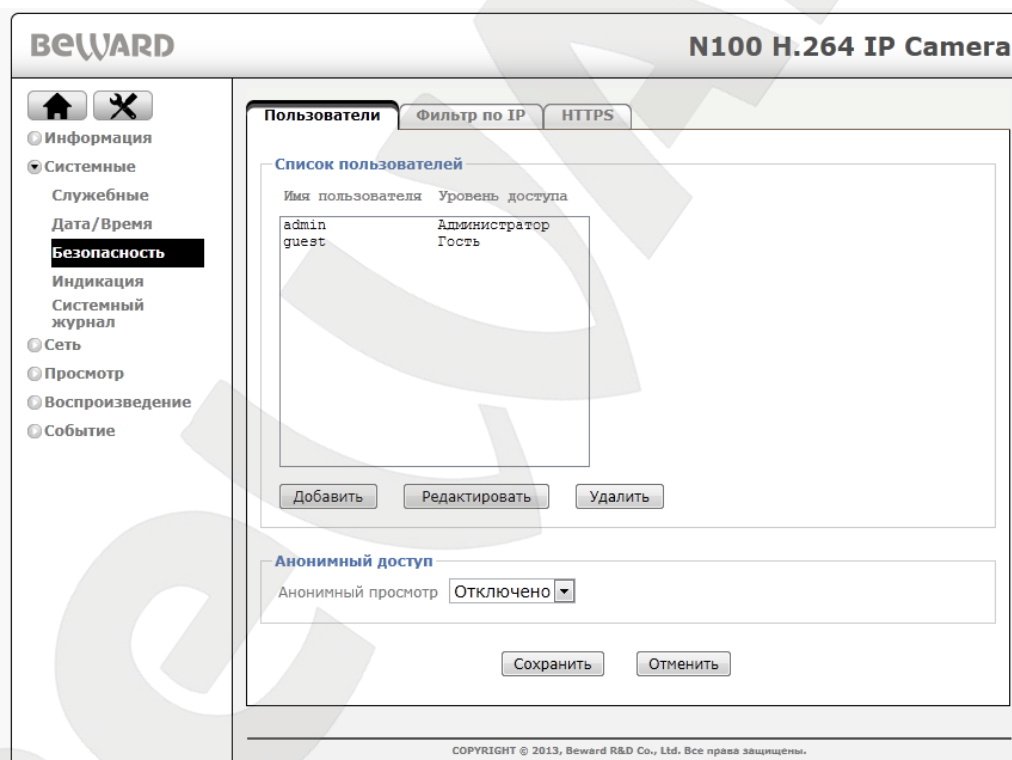 BEWARD
N100 H.264 IP Camera
Информация
Системные
Служебные
Дата/Время
Безопасность
Индикация
Системный
журнал
Сеть
Просмотр
Воспроизведение
Событие
Пользователи Фильтр по IP HTTPS
Список пользователей
Имя пользователя Уровень доступа
admin Администратор
guest Гость
Добавить Редактировать Удалить
Анонимный доступ
Анонимный просмотр Отключено
Сохранить Отменить
COPYRIGHT © 2013, Beward R&D Co., Ltd. Все права защищены.